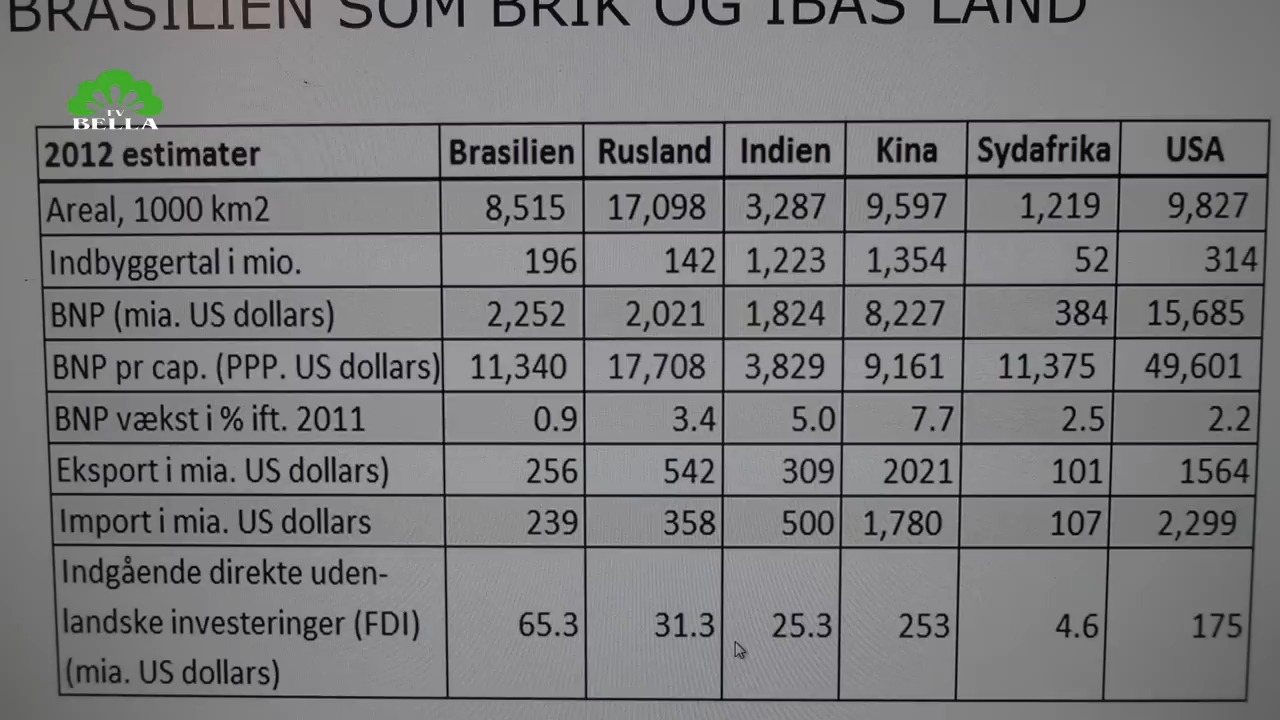 BRASILIEN SOM BRIK OG IBAS LAND
TV
BELLA
2012 estimater Brasilien Rusland Indien Kina Sydafrika USA
Areal, 1000 km2 8,515 17,098 3,287 9,597 1,219 9,827
Indbyggertal i mio. 196 142 1,223 1,354 52 314
BNP (mia. US dollars) 2,252 2,021 1,824 8,227 384 15,685
BNP pr cap. (PPP. US dollars) 11,340 17,708 3,829 9,161 11,375 49,601
BNP vækst i % ift. 2011 0.9 3.4 5.0 7.7 2.5 2.2
Eksport i mia. US dollars) 256 542 309 2021 101 1564
Import i mia. US dollars 239 358 500 1,780 107 2,299
Indgående direkte uden-
landske investeringer (FDI) 65.3 31.3 25.3 253 4.6 175
(mia. US dollars)